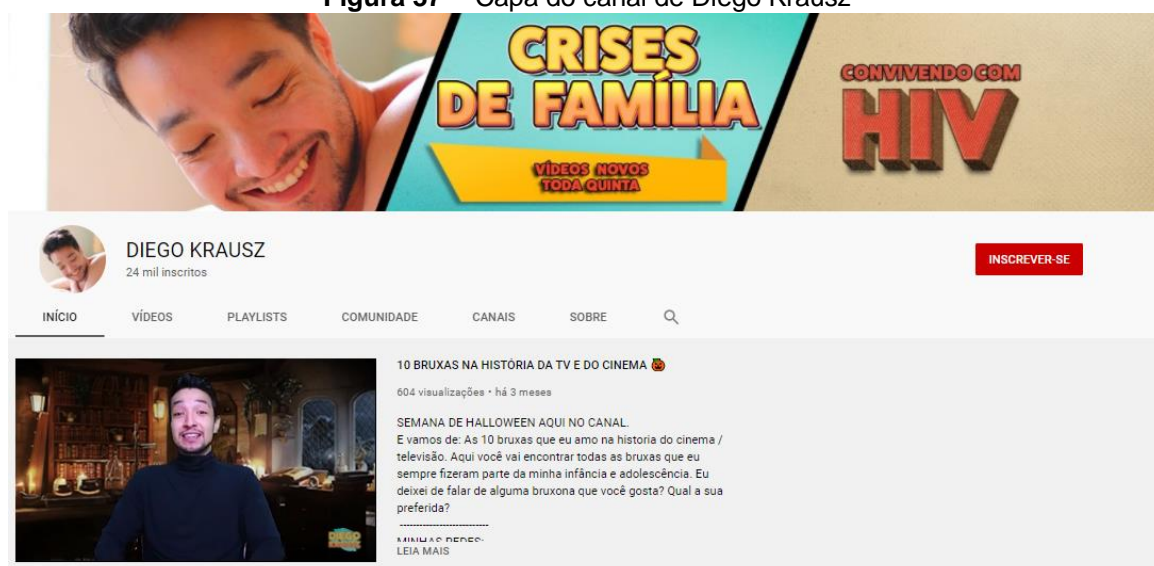 Figura 37 – Capa do canal de Diego Krausz
CRISES
DE FAMÍLIA
VÍDEOS NOVOS
TODA QUINTA
CONVIVENDO COM
HIV
DIEGO KRAUSZ
24 mil inscritos
INSCREVER-SE
INÍCIO VÍDEOS PLAYLISTS COMUNIDADE CANAIS SOBRE
10 BRUXAS NA HISTÓRIA DA TV E DO CINEMA 🎃
604 visualizações • há 3 meses
SEMANA DE HALLOWEEN AQUI NO CANAL.
E vamos de: As 10 bruxas que eu amo na historia do cinema /
televisão. Aqui você vai encontrar todas as bruxas que eu
sempre fizeram parte da minha infância e adolescência. Eu
deixei de falar de alguma bruxona que você gosta? Qual a sua
preferida?
---------------------------
MINHAS REDES:
LEIA MAIS
DIEGO
KRAUSZ